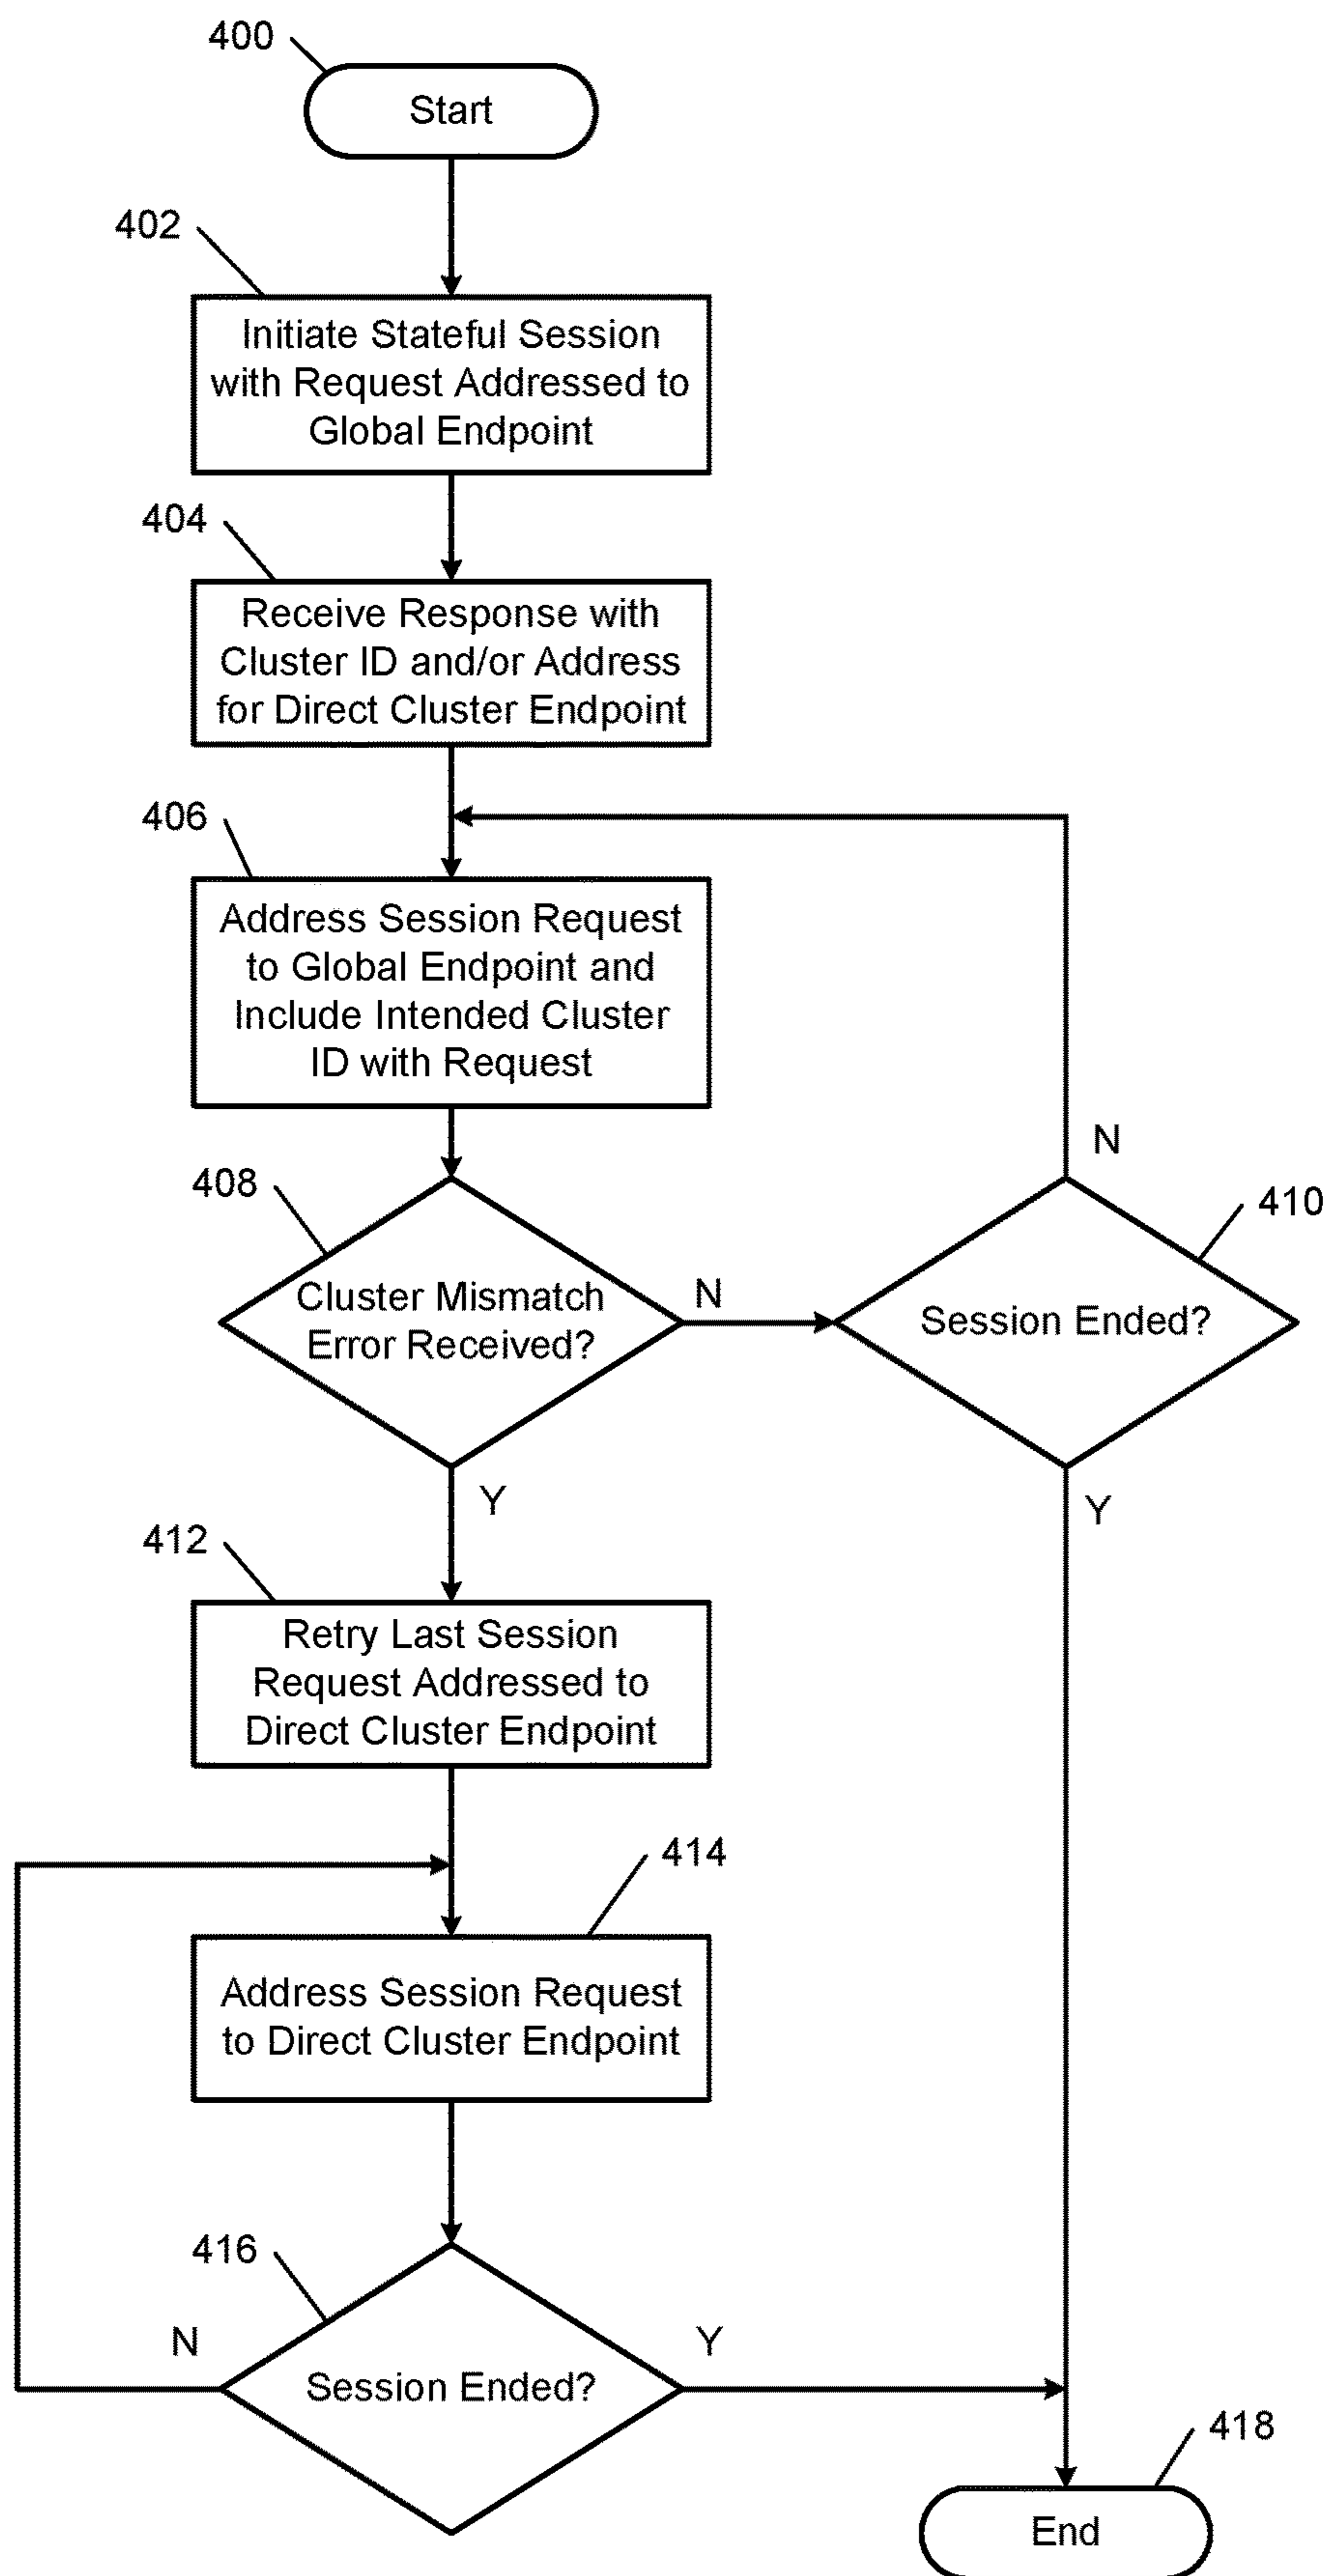 400
Start
402
Initiate Stateful Session
with Request Addressed to
Global Endpoint
404
Receive Response with
Cluster ID and/or Address
for Direct Cluster Endpoint
406
Address Session Request
to Global Endpoint and
Include Intended Cluster
ID with Request
408
Cluster Mismatch
Error Received?
N
Y
410
Session Ended?
N
Y
412
Retry Last Session
Request Addressed to
Direct Cluster Endpoint
414
Address Session Request
to Direct Cluster Endpoint
416
Session Ended?
N
Y
418
End